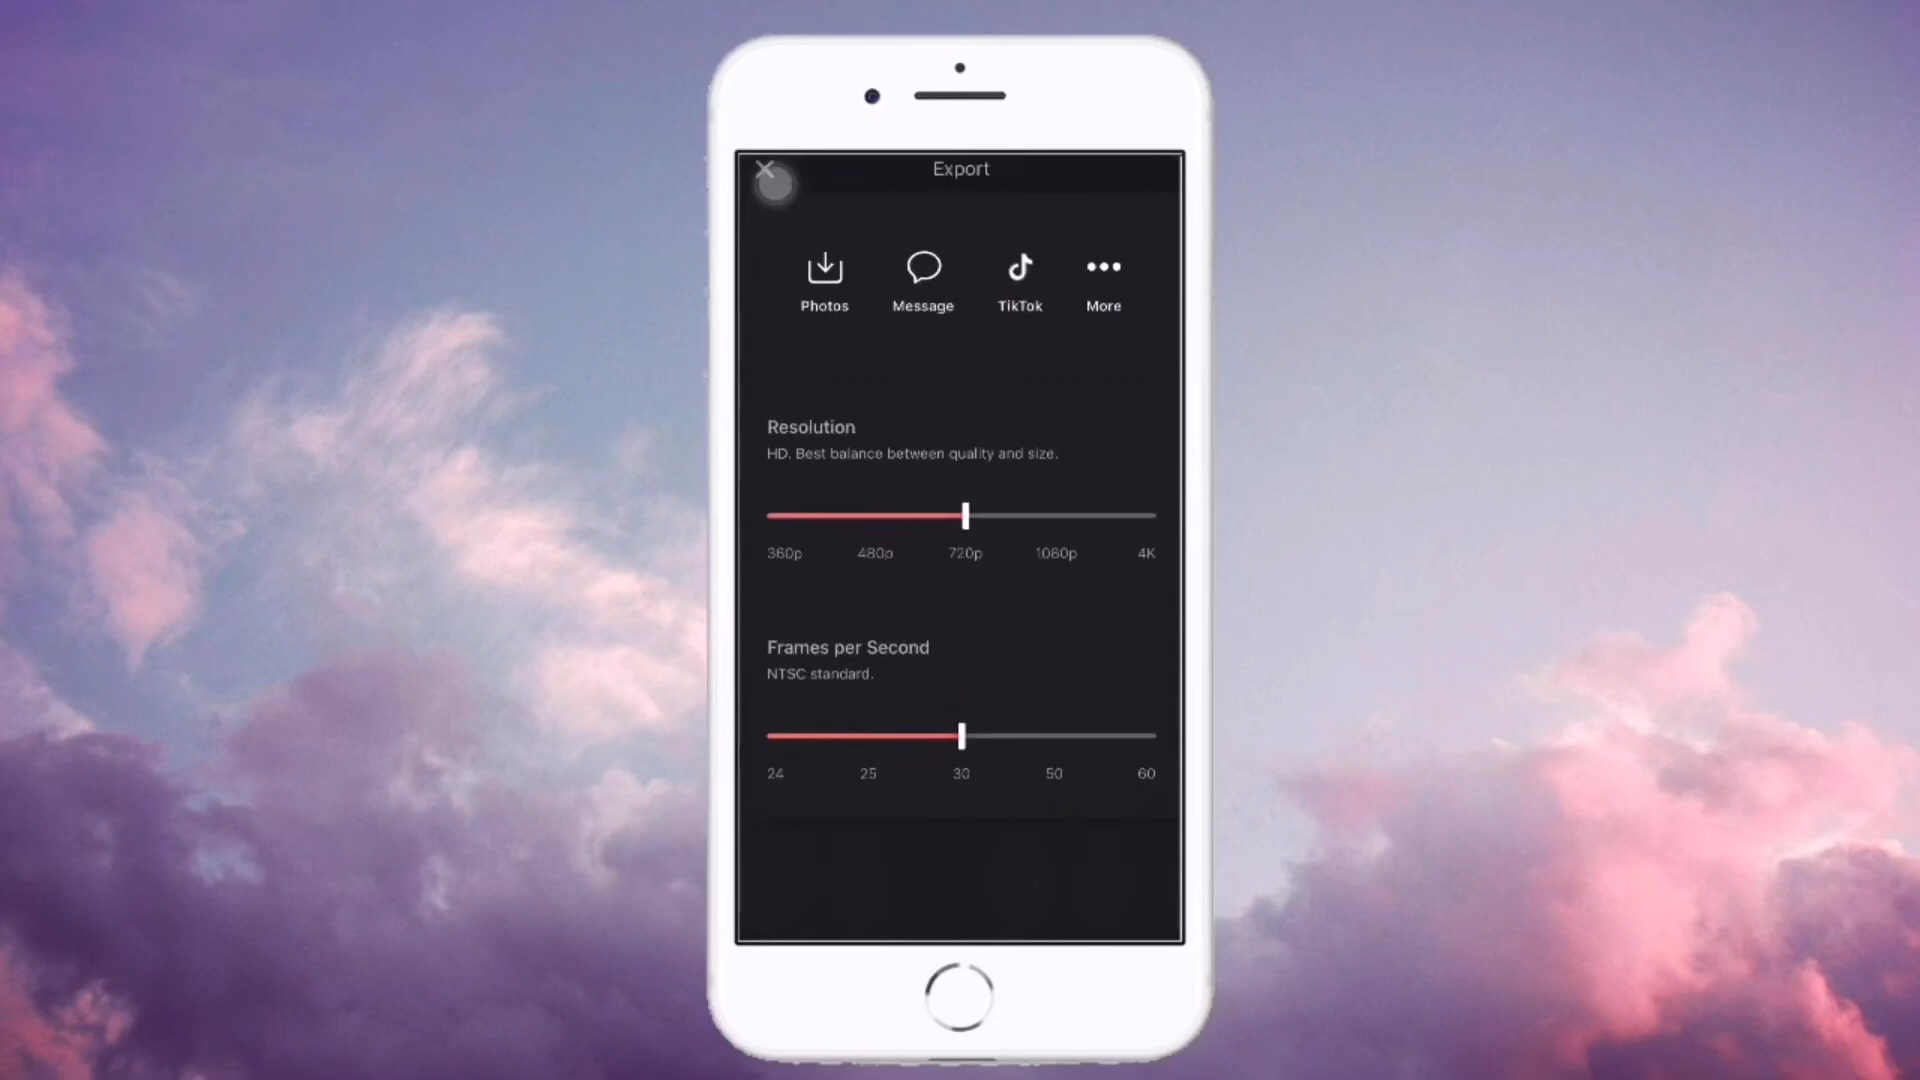 Export
Photos Message TikTok More
Resolution
HD. Best balance between quality and size.
360p 480p 720p 1080p 4K
Frames per Second
NTSC standard.
24 25 30 50 60